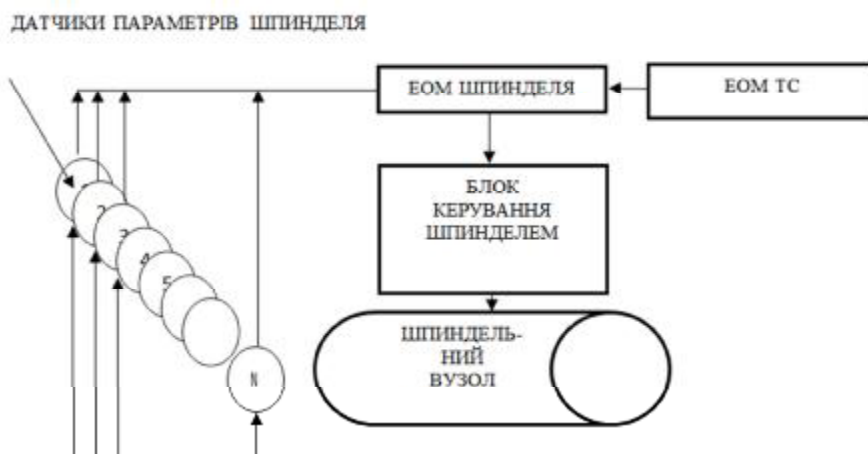 ДАТЧИКИ ПАРАМЕТРІВ ШПИНДЕЛЯ
ЕОМ ШПИНДЕЛЯ
ЕОМ ТС
БЛОК
КЕРУВАННЯ
ШПИНДЕЛЕМ
2
3
4
5
N
ШПИНДЕЛЬ-
НИЙ
ВУЗОЛ